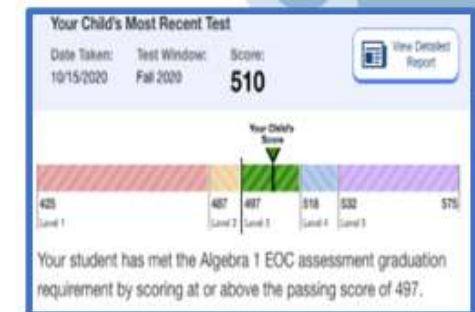 Your Child's Most Recent Test
Date Taken: Test Window: Score:
10/15/2020 Fall 2020 510
View Detailed
Report
Your Child's
Score
425 487 497 518 532 575
Level 1 Level 2 Level 3 Level 4 Level 5
Your student has met the Algebra 1 EOC assessment graduation
requirement by scoring at or above the passing score of 497.